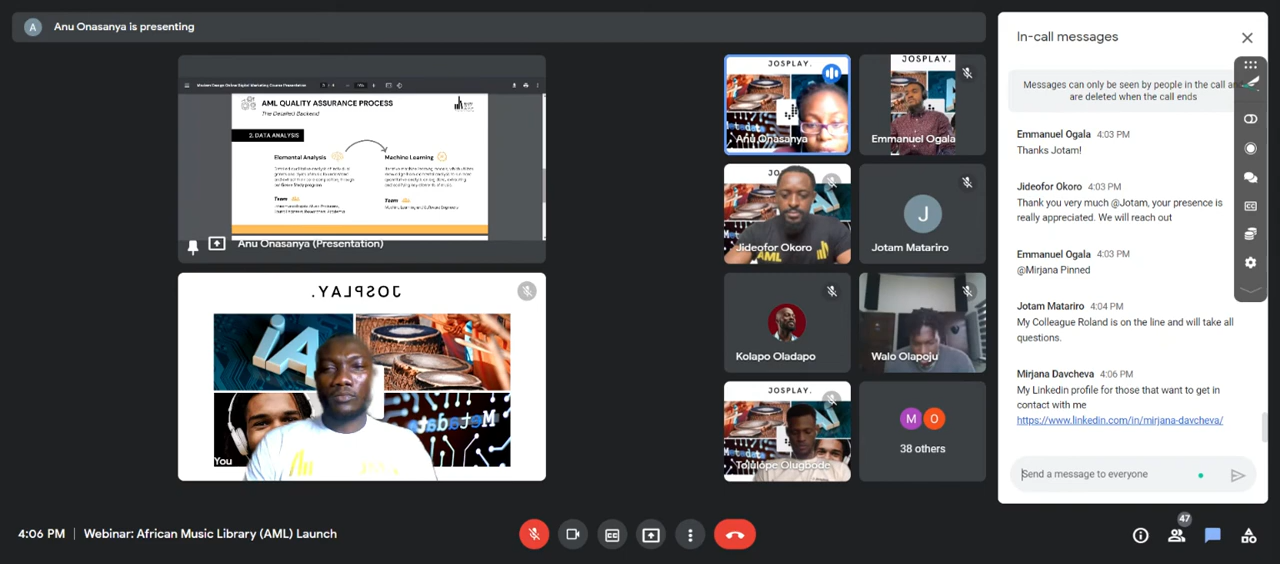 A Anu Onasanya is presenting
AML QUALITY ASSURANCE PROCESS
The Detailed Backend
2. DATA ANALYSIS
Elemental Analysis
Machine Learning
Team
Team
Anu Onasanya (Presentation)
JOSPLAY.
You
JOSPLAY.
Anu Onasanya
JOSPLAY.
Emmanuel Ogala
JOSPLAY.
AML
Jideofor Okoro
J
Jotam Matariro
Kolapo Oladapo
Walo Olapoju
JOSPLAY.
Tolulope Olugbode
M O
38 others
In-call messages
Messages can only be seen by people in the call an
are deleted when the call ends
Emmanuel Ogala 4:03 PM
Thanks Jotam!
Jideofor Okoro 4:03 PM
Thank you very much @Jotam, your presence is
really appreciated. We will reach out
Emmanuel Ogala 4:03 PM
@Mirjana Pinned
Jotam Matariro 4:04 PM
My Colleague Roland is on the line and will take all
questions.
Mirjana Davcheva 4:06 PM
My Linkedin profile for those that want to get in
contact with me
https://www.linkedin.com/in/mirjana-davcheva/
Send a message to everyone
4:06 PM | Webinar: African Music Library (AML) Launch
47